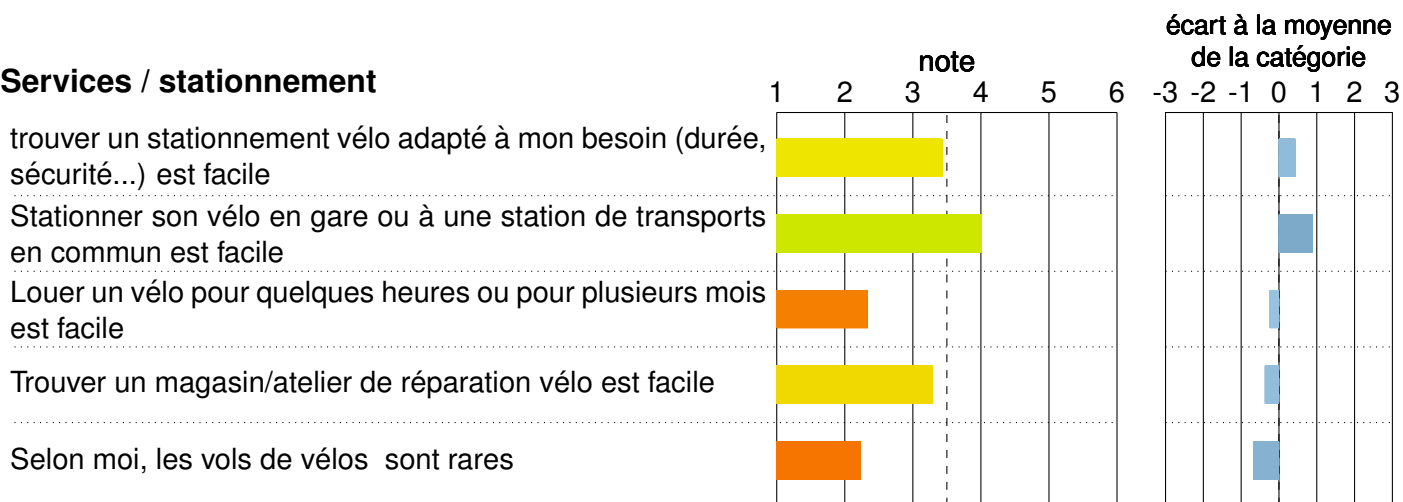 écart à la moyenne
note de la catégorie
Services / stationnement
1 2 3 4 5 6 -3 -2 -1 0 1 2 3
trouver un stationnement vélo adapté à mon besoin (durée,
sécurité...) est facile
Stationner son vélo en gare ou à une station de transports
en commun est facile
Louer un vélo pour quelques heures ou pour plusieurs mois
est facile
Trouver un magasin/atelier de réparation vélo est facile
Selon moi, les vols de vélos  sont rares